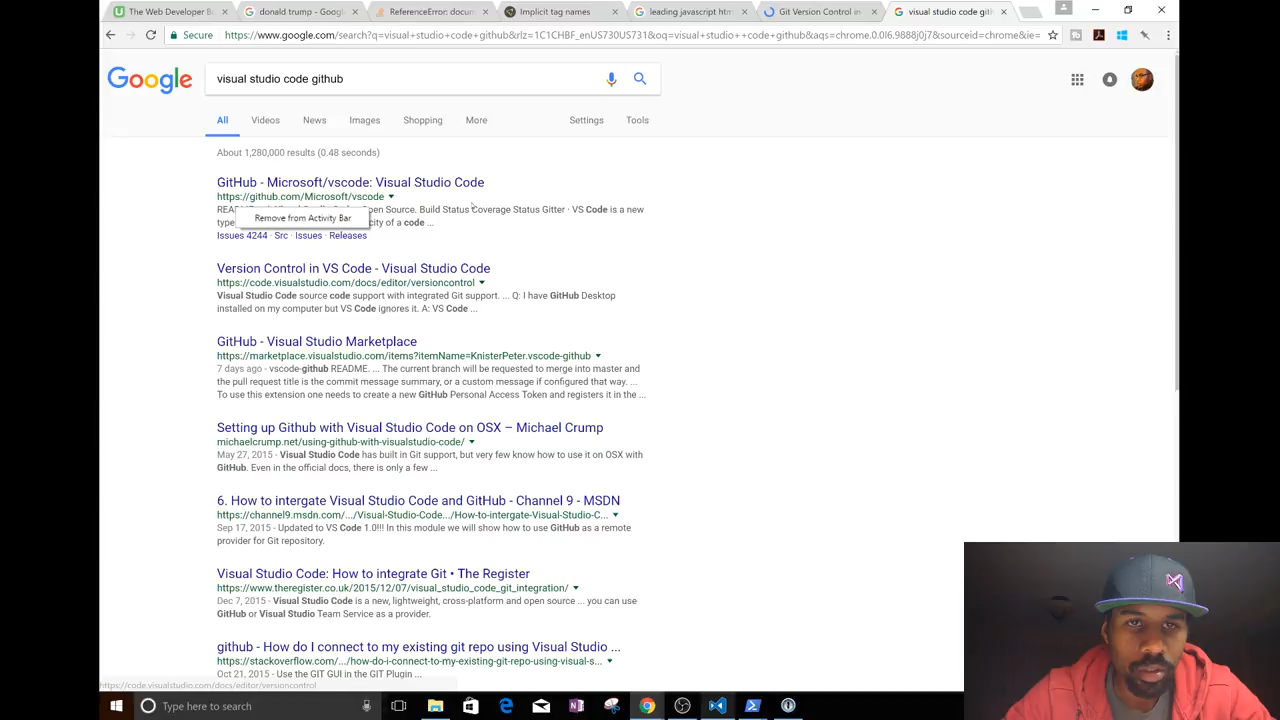 The Web Developer Bo
donald trump - Google
ReferenceError: docum
Implicit tag names
leading javascript htm
Git Version Control in
visual studio code gith
Secure
https://www.google.com/search?q=visual+studio+code+github&rlz=1C1CHBF_enUS730US731&oq=visual+studio++code+github&aqs=chrome.0.0l6.9888j0j7&sourceid=chrome&ie=
Google
visual studio code github
All
Videos
News
Images
Shopping
More
Settings
Tools
About 1,280,000 results (0.48 seconds)
GitHub - Microsoft/vscode: Visual Studio Code
https://github.com/Microsoft/vscode
Open Source. Build Status Coverage Status Gitter · VS Code is a new
Remove from Activity Bar
type
city of a code ...
Issues 4244 · Src · Issues · Releases
Version Control in VS Code - Visual Studio Code
https://code.visualstudio.com/docs/editor/versioncontrol
Visual Studio Code source code support with integrated Git support. ... Q: I have GitHub Desktop
installed on my computer but VS Code ignores it. A: VS Code ...
GitHub - Visual Studio Marketplace
https://marketplace.visualstudio.com/items?itemName=KnisterPeter.vscode-github
7 days ago - vscode-github README. ... The current branch will be requested to merge into master and
the pull request title is the commit message summary, or a custom message if configured that way. ...
To use this extension one needs to create a new GitHub Personal Access Token and registers it in the ...
Setting up Github with Visual Studio Code on OSX – Michael Crump
michaelcrump.net/using-github-with-visualstudio-code/
May 27, 2015 - Visual Studio Code has built in Git support, but very few know how to use it on OSX with
GitHub. Even in the official docs, there is only a few ...
6. How to intergate Visual Studio Code and GitHub - Channel 9 - MSDN
https://channel9.msdn.com/.../Visual-Studio-Code.../How-to-intergate-Visual-Studio-C...
Sep 17, 2015 - Updated to VS Code 1.0!!! In this module we will show how to use GitHub as a remote
provider for Git repository.
Visual Studio Code: How to integrate Git • The Register
https://www.theregister.co.uk/2015/12/07/visual_studio_code_git_integration/
Dec 7, 2015 - Visual Studio Code is a new, lightweight, cross-platform and open source ... you can use
GitHub or Visual Studio Team Service as a provider.
github - How do I connect to my existing git repo using Visual Studio ...
https://stackoverflow.com/.../how-do-i-connect-to-my-existing-git-repo-using-visual-s...
Oct 21, 2015 - Use the GIT GUI in the GIT Plugin ...
https://code.visualstudio.com/docs/editor/versioncontrol
Type here to search